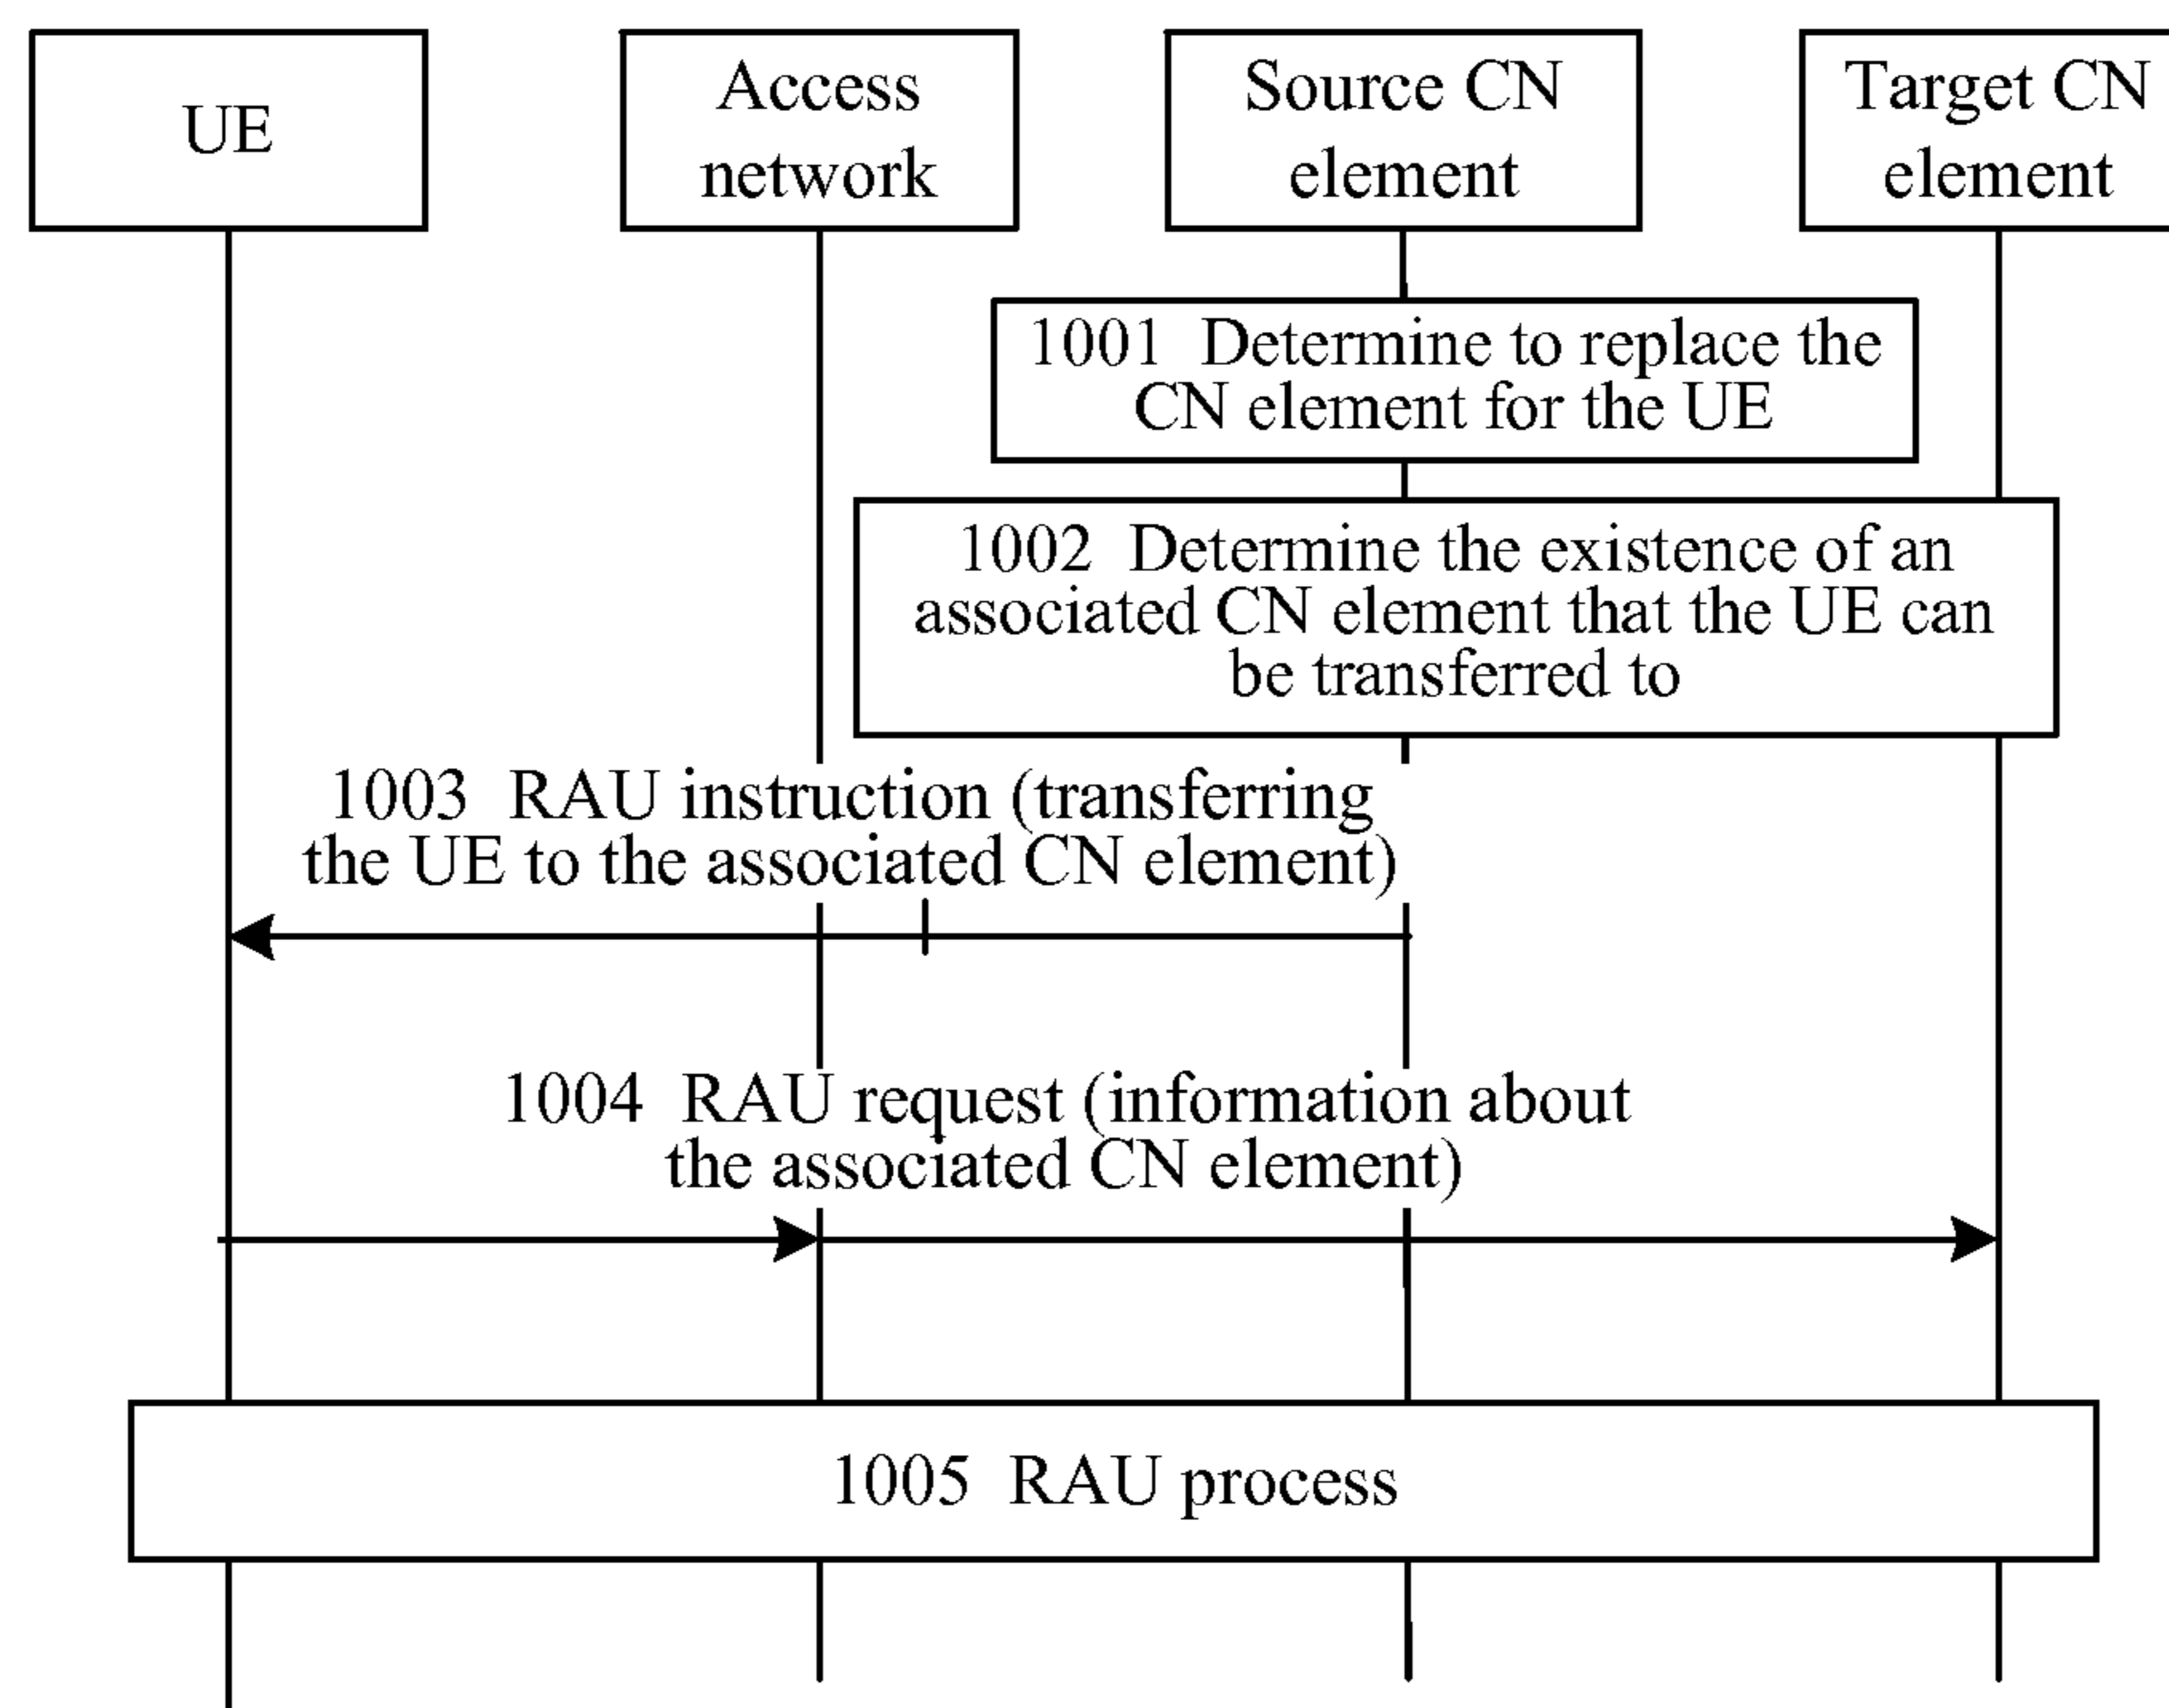 UE
Access
network
Source CN
element
Target CN
element
1001 Determine to replace the
CN element for the UE
1002 Determine the existence of an
associated CN element that the UE can
be transferred to
1003 RAU instruction (transferring
the UE to the associated CN element)
1004 RAU request (information about
the associated CN element)
1005 RAU process